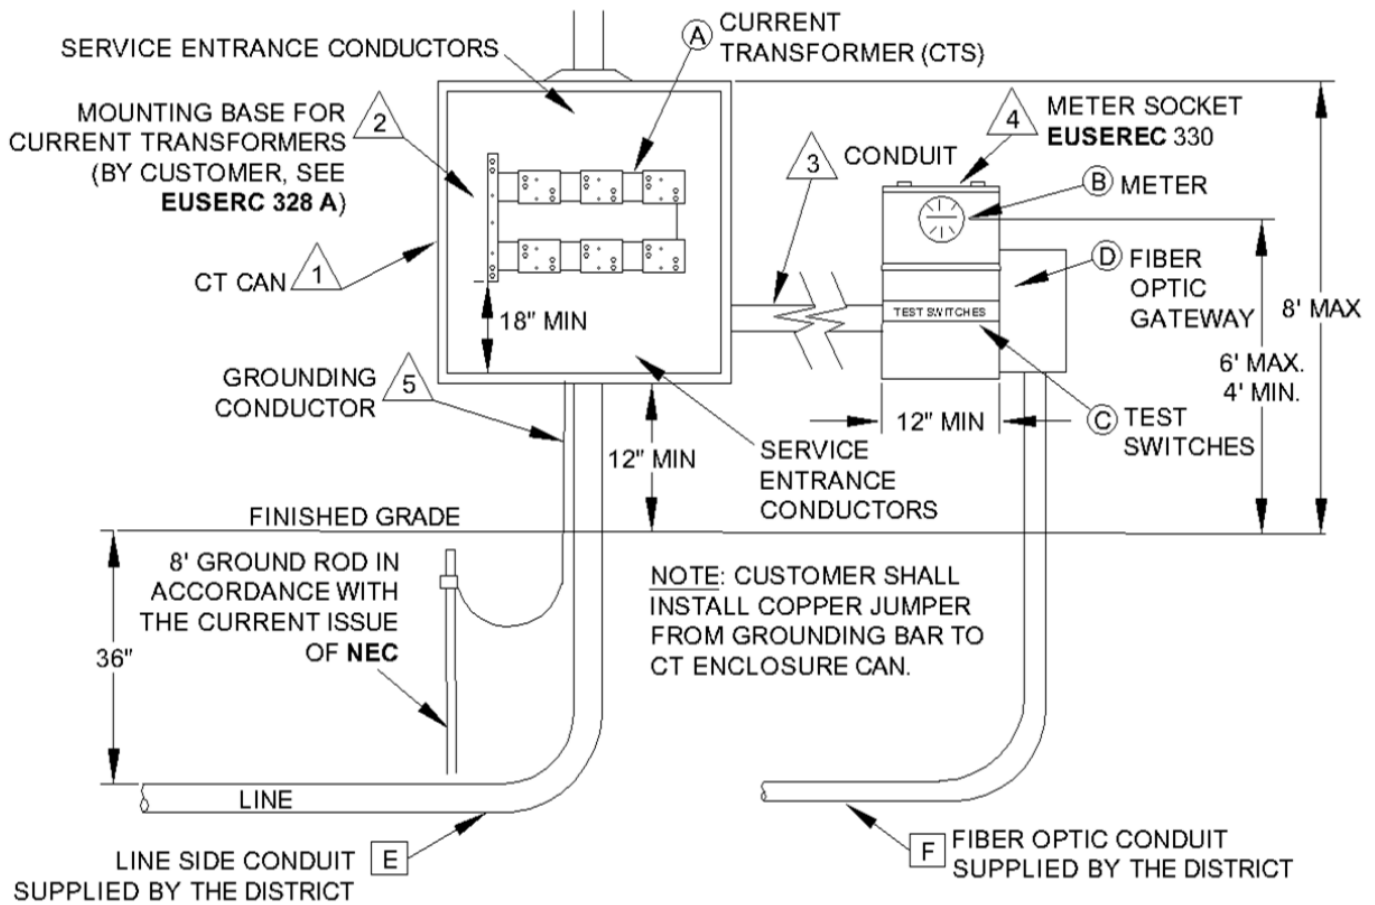 SERVICE ENTRANCE CONDUCTORS
A
CURRENT
TRANSFORMER (CTS)
MOUNTING BASE FOR
CURRENT TRANSFORMERS
(BY CUSTOMER, SEE
EUSERC 328 A)
2
3
CONDUIT
4
METER SOCKET
EUSEREC 330
B METER
CT CAN 1
D FIBER
OPTIC
GATEWAY
8' MAX
18" MIN
TEST SWITCHES
6' MAX.
4' MIN.
GROUNDING
CONDUCTOR
5
12" MIN
C TEST
SWITCHES
12" MIN
SERVICE
ENTRANCE
CONDUCTORS
FINISHED GRADE
8' GROUND ROD IN
ACCORDANCE WITH
THE CURRENT ISSUE
OF NEC
36"
NOTE: CUSTOMER SHALL
INSTALL COPPER JUMPER
FROM GROUNDING BAR TO
CT ENCLOSURE CAN.
LINE
LINE SIDE CONDUIT
SUPPLIED BY THE DISTRICT
E
F
FIBER OPTIC CONDUIT
SUPPLIED BY THE DISTRICT